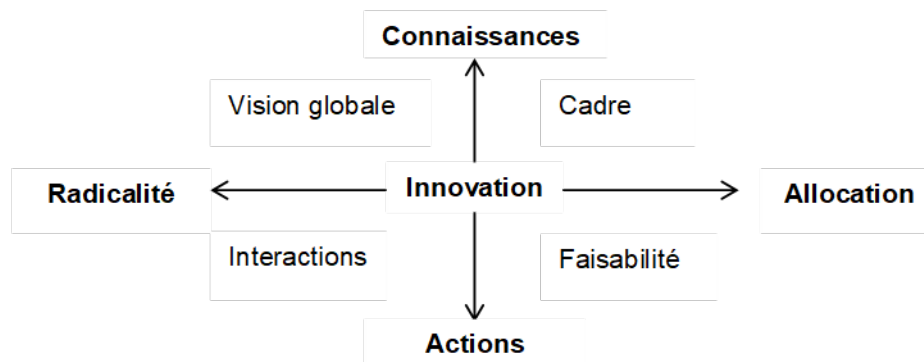 Connaissances
Vision globale
Cadre
Radicalité
Innovation
Allocation
Interactions
Faisabilité
Actions